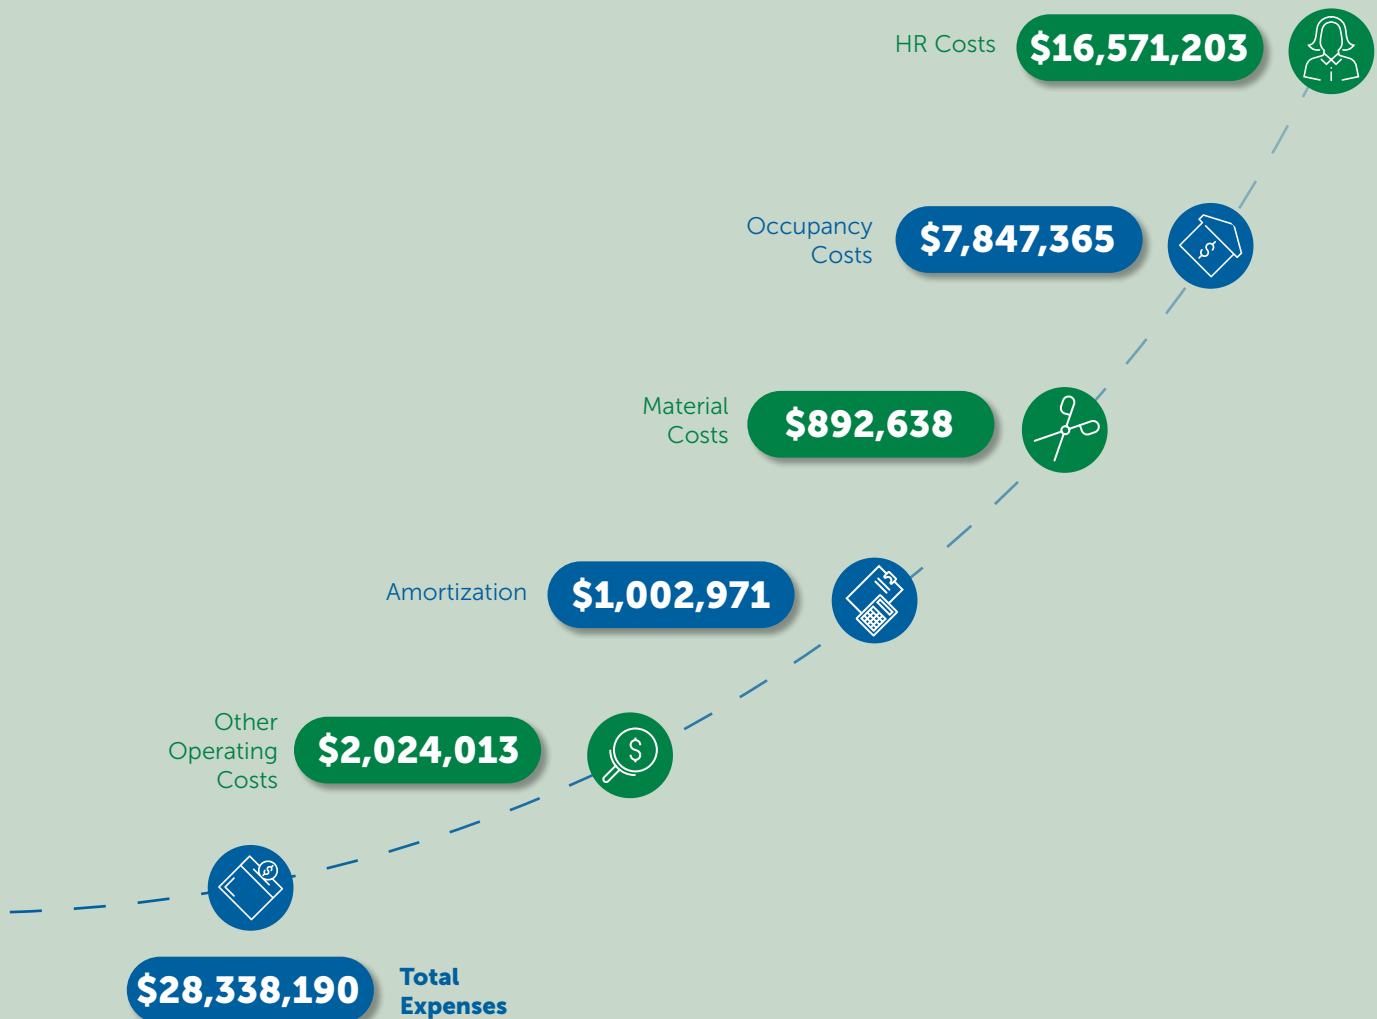 HR Costs
$16,571,203
Occupancy
Costs
$7,847,365
Material
Costs
$892,638
Amortization
$1,002,971
Other
Operating
Costs
$2,024,013
$
$28,338,190
Total
Expenses